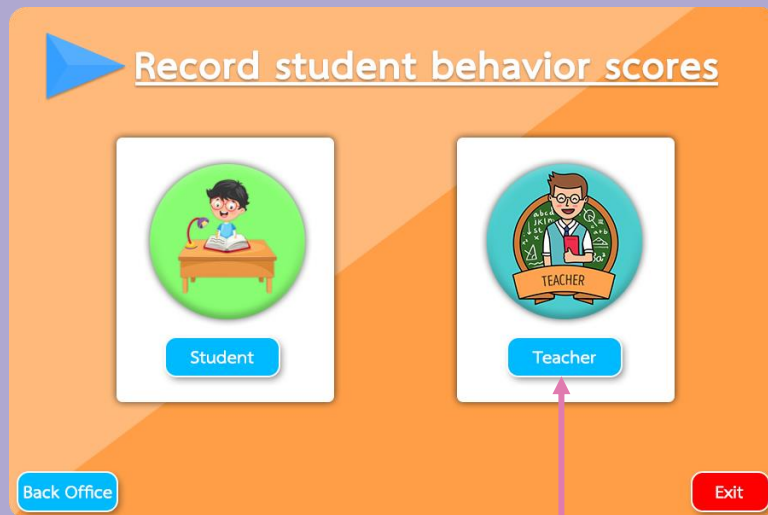 Record student behavior scores
TEACHER
Student
Teacher
Back Office
Exit